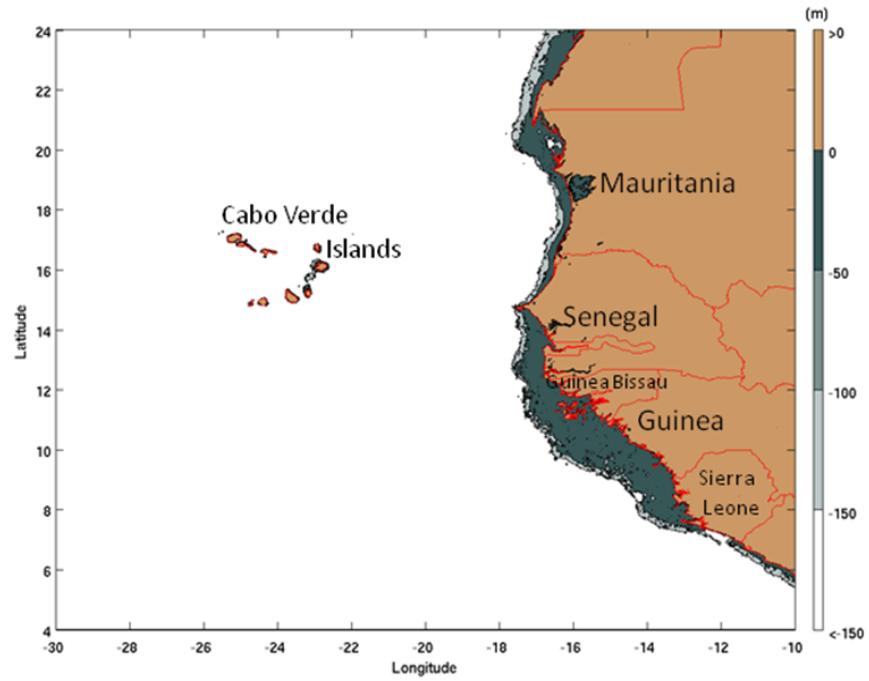 (m)
24
22
20
18
16
14
12
10
8
6
4
Latitude
-30
-28
-26
-24
-22
-20
-18
-16
-14
-12
-10
Longitude
Cabo Verde
Islands
Mauritania
Senegal
Guinea Bissau
Guinea
Sierra
Leone
>0
0
-50
-100
-150
<-150